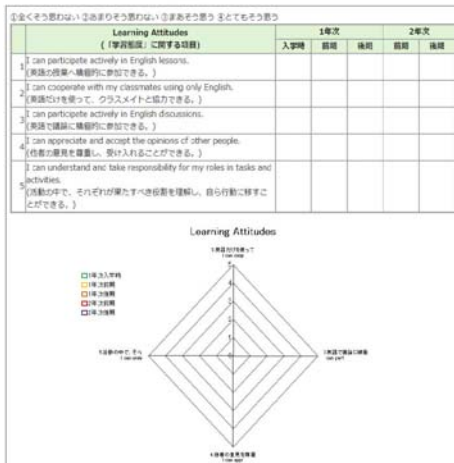 ①全くそう思わない ②あまりそう思わない ③まあそう思う ④とてもそう思う
Learning Attitudes
(「学習態度」に関する項目)
1年次
2年次
入学時 前期 後期 前期 後期
1 I can participate actively in English lessons.
(英語の授業へ積極的に参加できる。)
2 I can cooperate with my classmates using only English.
(英語だけを使って、クラスメイトと協力できる。)
3 I can participate actively in English discussions.
(英語で議論に積極的に参加できる。)
4 I can appreciate and accept the opinions of other people.
(他者の意見を尊重し、受け入れることができる。)
5 I can understand and take responsibility for my roles in tasks and
activities.
(活動の中で、それぞれが果たすべき役割を理解し、自ら行動に移すこ
とができる。)
Learning Attitudes
1年次入学時
1年次前期
1年次後期
2年次前期
2年次後期